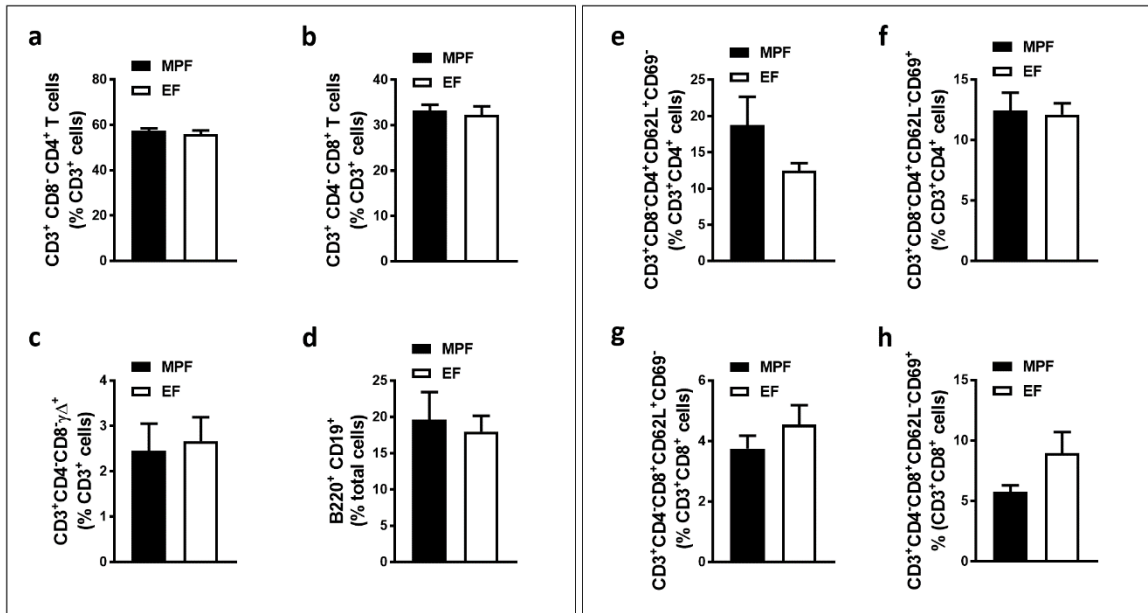 a
MPF
EF
CD3⁺ CD8⁻ CD4⁺ T cells
(% CD3⁺ cells)
80
60
40
20
0
b
MPF
EF
CD3⁺ CD4⁻ CD8⁺ T cells
(% CD3⁺ cells)
40
30
20
10
0
c
MPF
EF
CD3⁺CD4⁻CD8⁻γΔ⁺
(% CD3⁺ cells)
4
3
2
1
0
d
MPF
EF
B220⁺ CD19⁺
(% total cells)
25
20
15
10
5
0
e
MPF
EF
CD3⁺CD8⁻CD4⁺CD62L⁺CD69⁻
(% CD3⁺CD4⁺ cells)
25
20
15
10
5
0
f
MPF
EF
CD3⁺CD8⁻CD4⁺CD62L⁻CD69⁺
(% CD3⁺CD4⁺ cells)
15
10
5
0
g
MPF
EF
CD3⁺CD4⁻CD8⁺CD62L⁺CD69⁻
(% CD3⁺CD8⁺ cells)
6
4
2
0
h
MPF
EF
CD3⁺CD4⁻CD8⁺CD62L⁻CD69⁺
% (CD3⁺CD8⁺ cells)
15
10
5
0